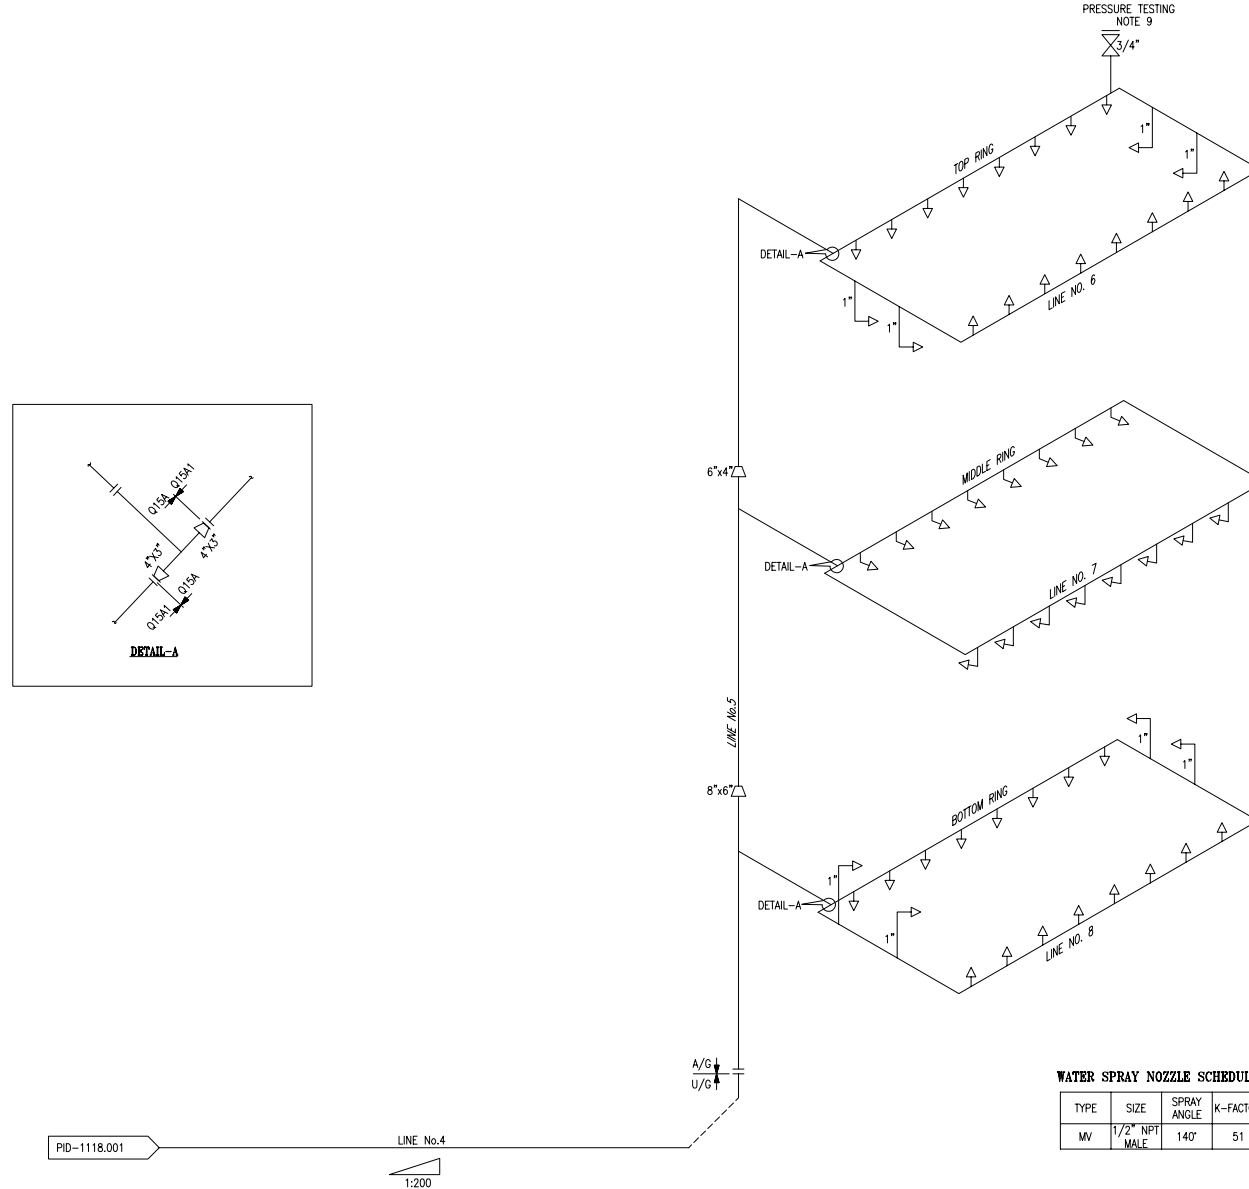 PRESSURE TESTING
NOTE 9
3/4"
1"
1"
TOP RING
DETAIL-A
LINE NO. 6
1"
1"
MIDDLE RING
6"x4"
Q15A1
Q15A
4"X3"
4"X3"
Q15A
Q15A1
DETAIL-A
DETAIL-A
LINE NO. 7
LINE No.5
1"
1"
8"x6"
BOTTOM RING
1"
DETAIL-A
1"
LINE NO. 8
A/G
U/G
WATER SPRAY NOZZLE SCHEDUL
TYPE SIZE SPRAY ANGLE K-FACT
MV 1/2" NPT MALE 140° 51
PID-1118.001
LINE No.4
1:200